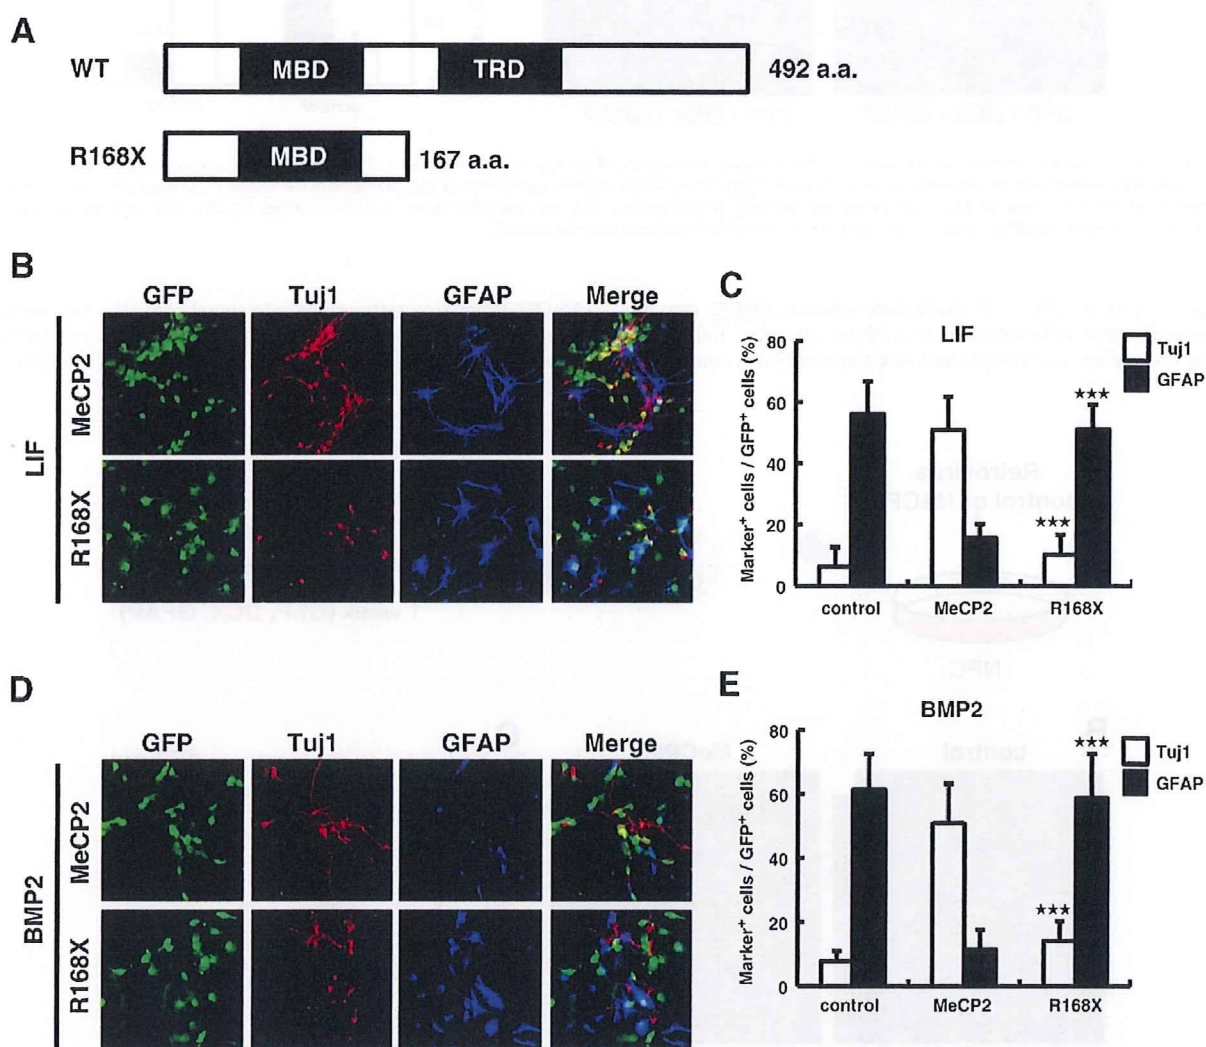 A
WT
MBD
TRD
492 a.a.
R168X
MBD
167 a.a.
B
GFP
Tuj1
GFAP
Merge
LIF
MeCP2
R168X
C
LIF
Marker+ cells / GFP+ cells (%)
80
60
40
20
0
Tuj1
GFAP
★★★
★★★
control
MeCP2
R168X
D
GFP
Tuj1
GFAP
Merge
BMP2
MeCP2
R168X
E
BMP2
Marker+ cells / GFP+ cells (%)
80
60
40
20
0
Tuj1
GFAP
★★★
★★★
control
MeCP2
R168X